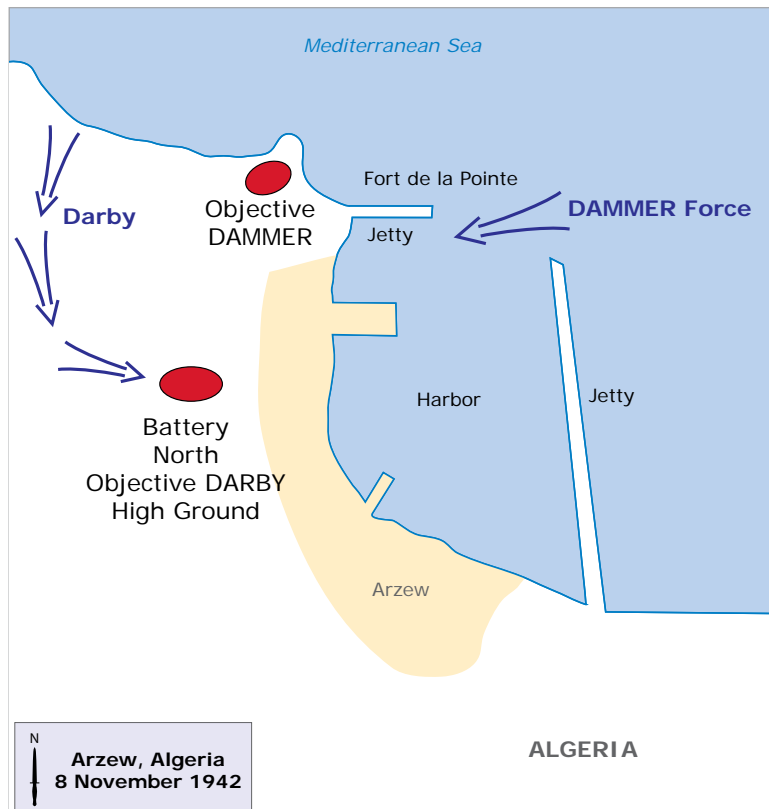 Mediterranean Sea
Fort de la Pointe
Objective
DAMMER
Darby
DAMMER Force
Jetty
Harbor
Jetty
Battery
North
Objective DARBY
High Ground
Arzew
ALGERIA
N
Arzew, Algeria
8 November 1942